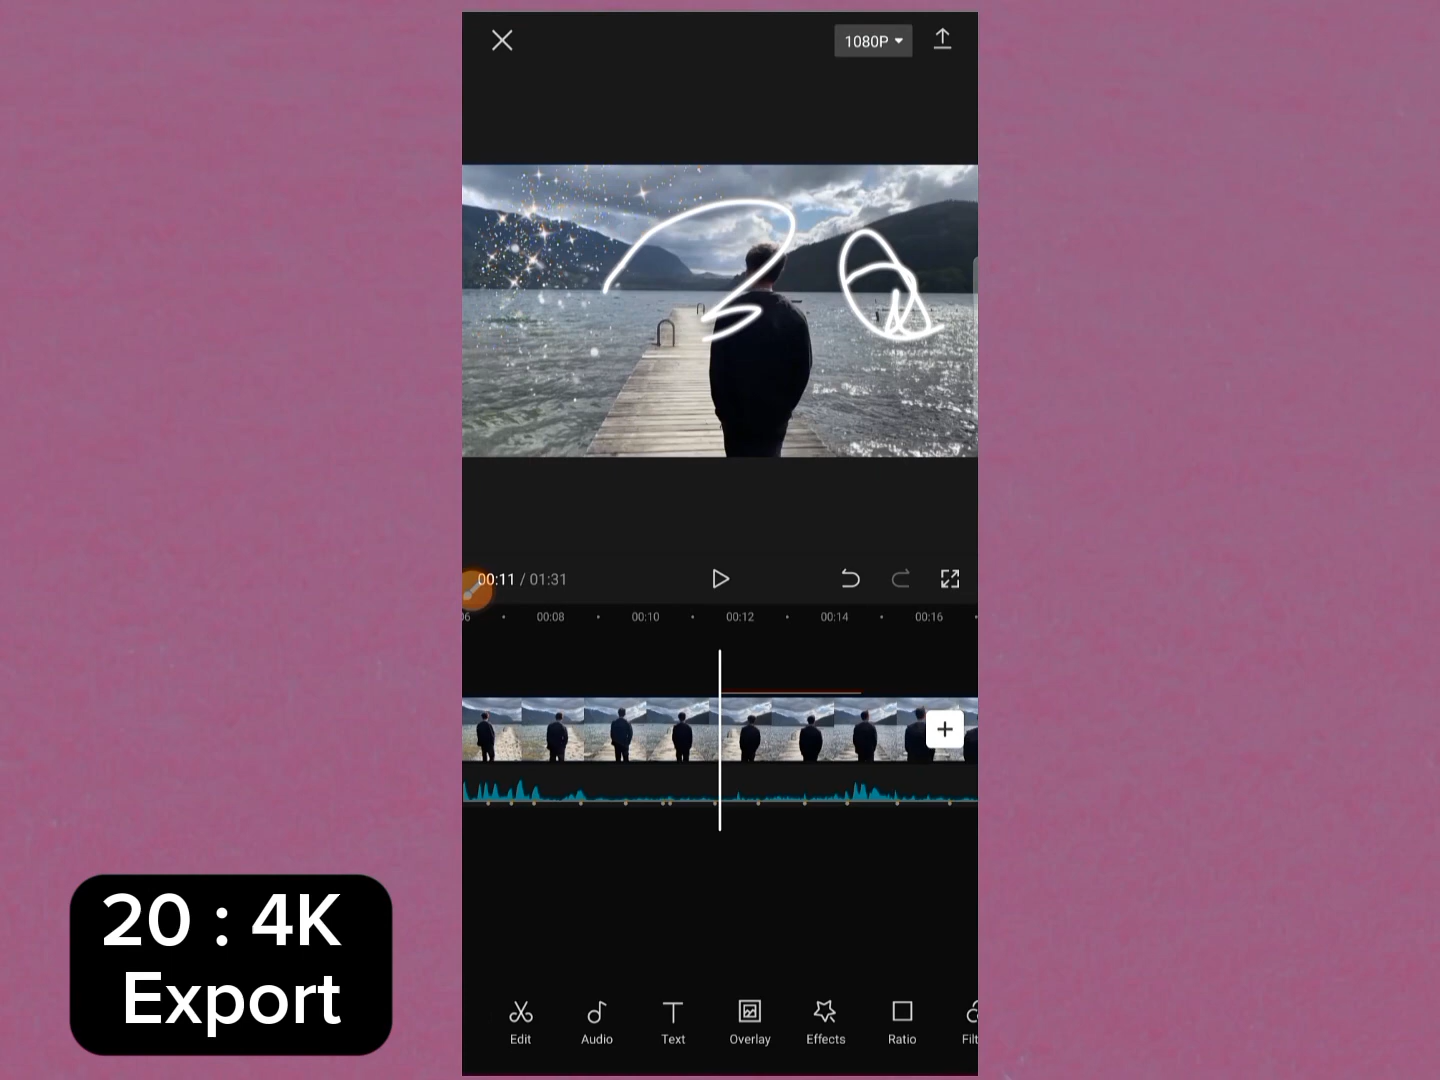 1080P
00:11 / 01:31
00:08
00:10
00:12
00:14
00:16
20 : 4K
Export
Edit
Audio
Text
Overlay
Effects
Ratio